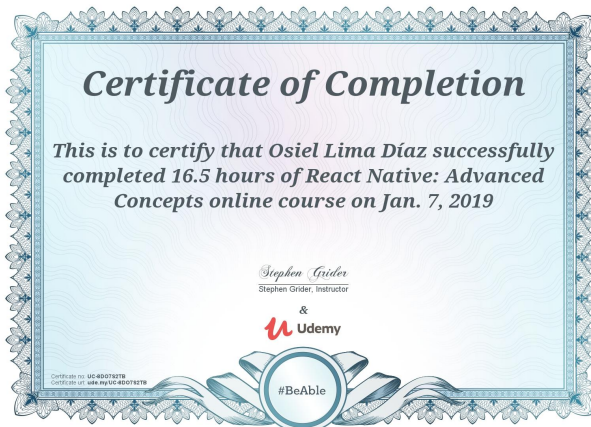 Certificate of Completion
This is to certify that Osiel Lima Díaz successfully
completed 16.5 hours of React Native: Advanced
Concepts online course on Jan. 7, 2019
Stephen Grider
Stephen Grider, Instructor
&
Udemy
Certificate no: UC-8DO7S2TB
Certificate url: ude.my/UC-8DO7S2TB
#BeAble